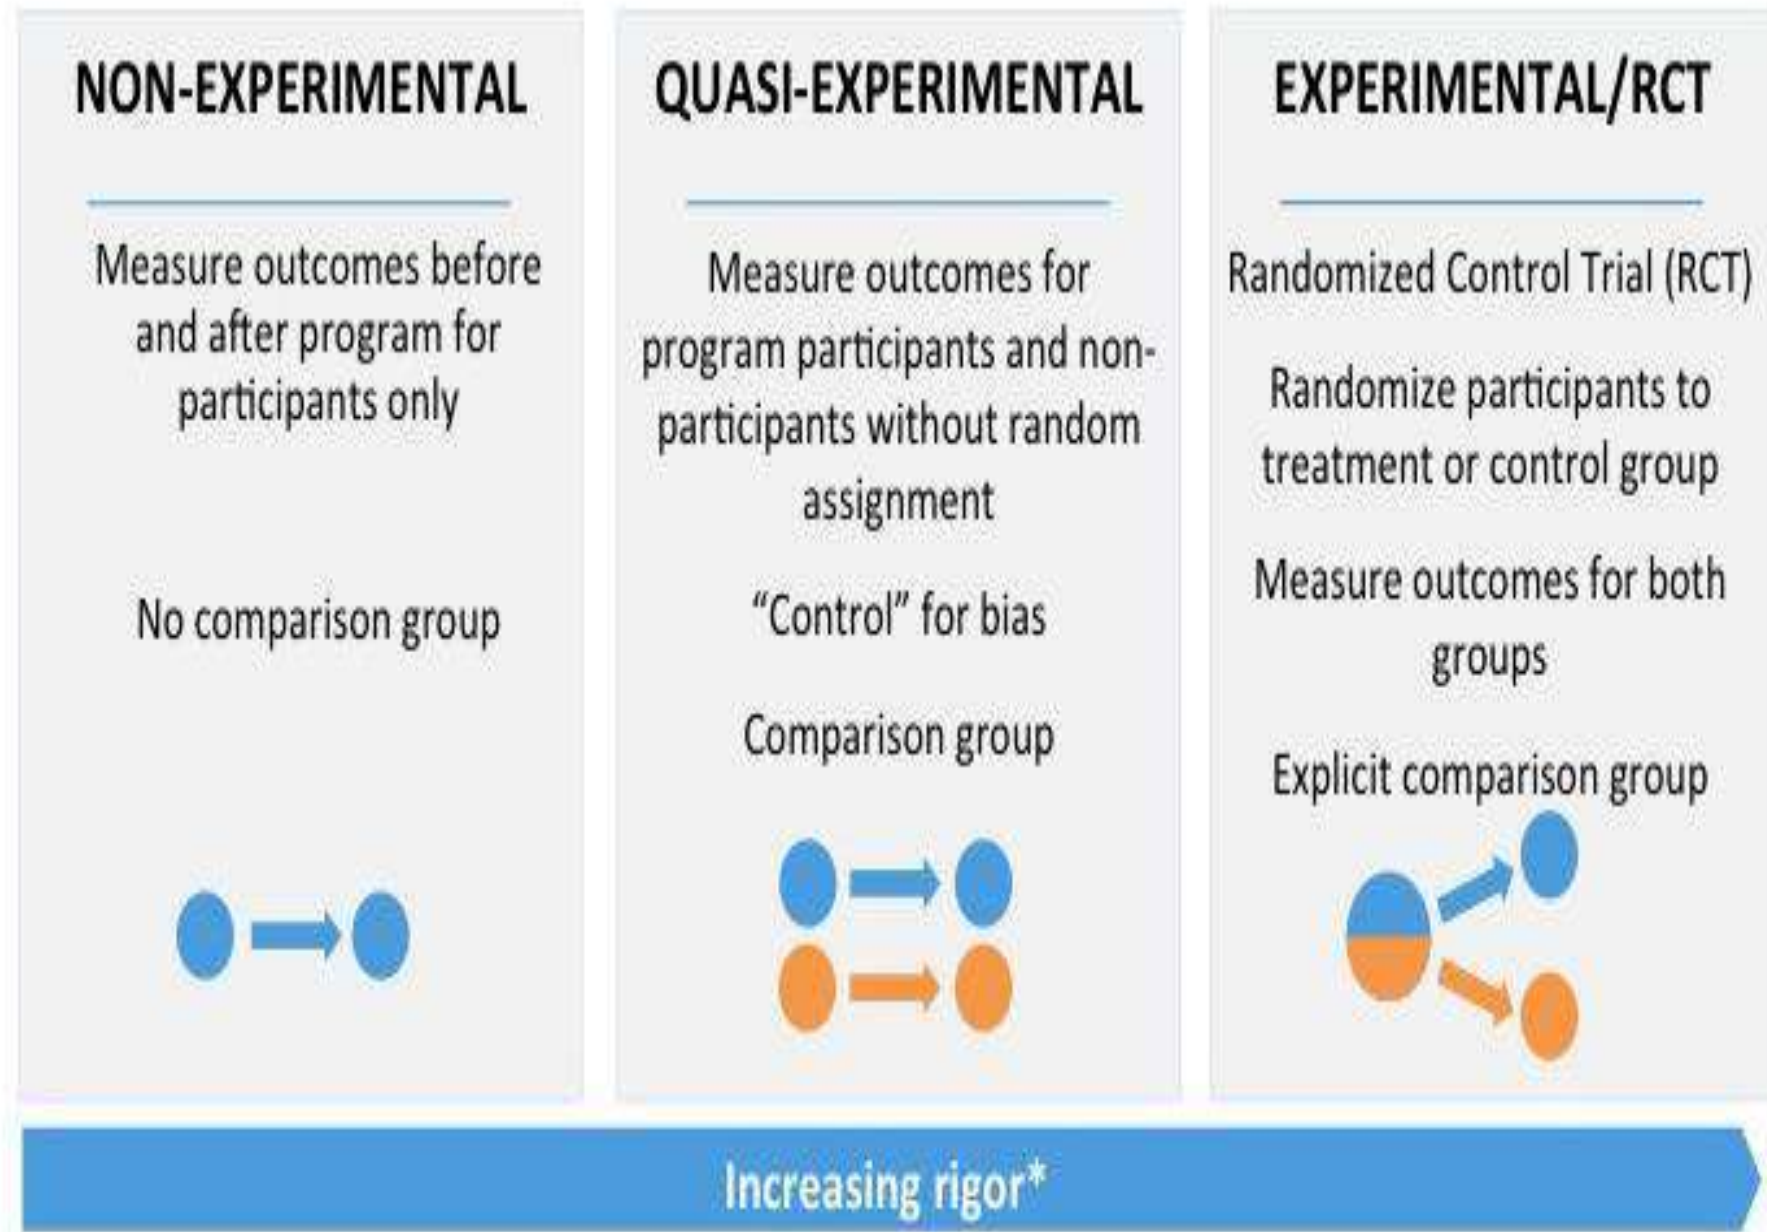 NON-EXPERIMENTAL
Measure outcomes before
and after program for
participants only
No comparison group
QUASI-EXPERIMENTAL
Measure outcomes for
program participants and non-
participants without random
assignment
“Control” for bias
Comparison group
EXPERIMENTAL/RCT
Randomized Control Trial (RCT)
Randomize participants to
treatment or control group
Measure outcomes for both
groups
Explicit comparison group
Increasing rigor*